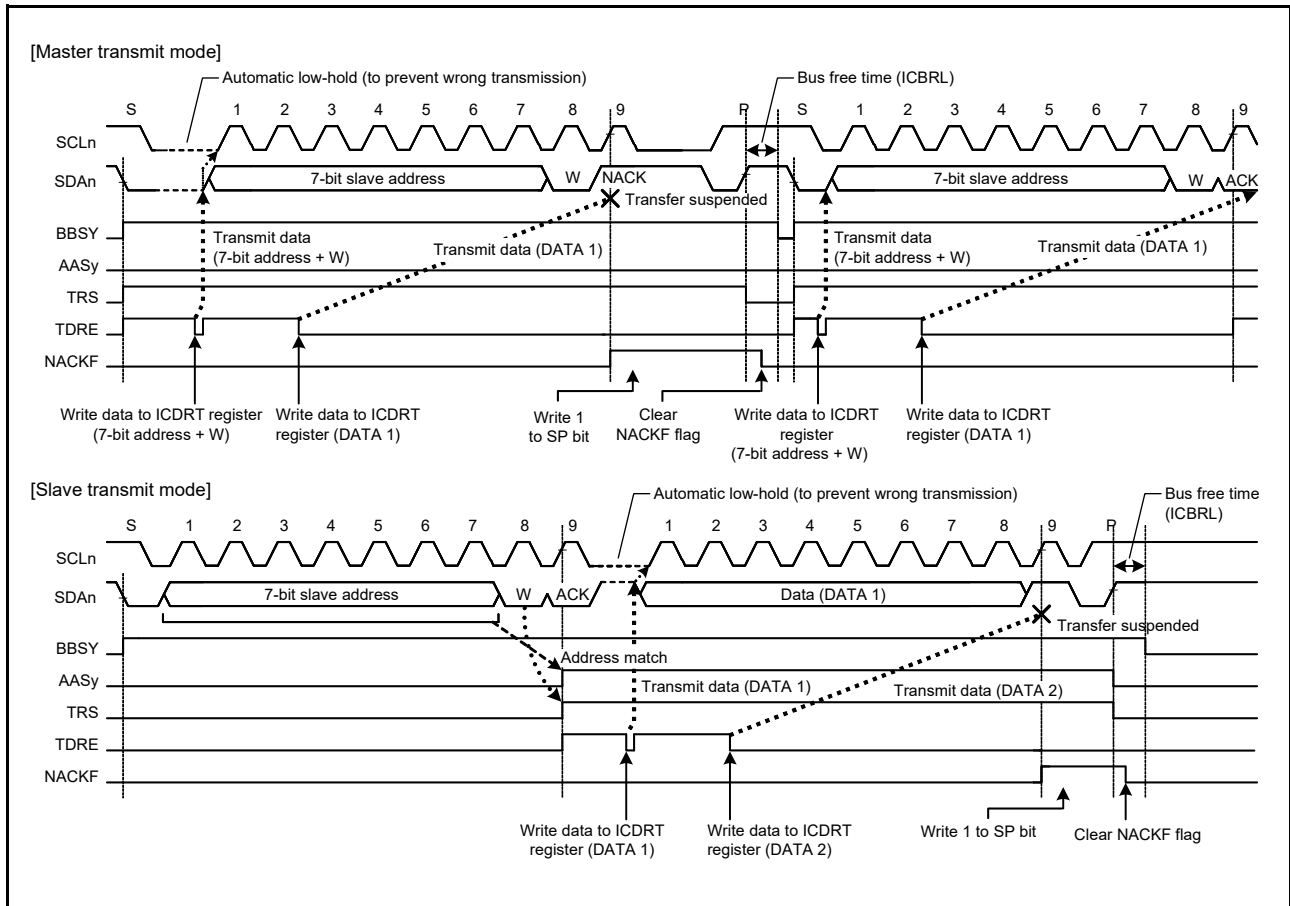 [Master transmit mode]
Automatic low-hold (to prevent wrong transmission)
Bus free time (ICBRL)
S 1 2 3 4 5 6 7 8 9 P S 1 2 3 4 5 6 7 8 9
SCLn
SDAn 7-bit slave address W NACK 7-bit slave address W ACK
Transfer suspended
BBSY
Transmit data
(7-bit address + W)
Transmit data (DATA 1)
Transmit data
(7-bit address + W)
Transmit data (DATA 1)
AASy
TRS
TDRE
NACKF
Write data to ICDRT register
(7-bit address + W)
Write data to ICDRT
register (DATA 1)
Write 1
to SP bit
Clear
NACKF flag
Write data to ICDRT
register
(7-bit address + W)
Write data to ICDRT
register (DATA 1)
[Slave transmit mode]
Automatic low-hold (to prevent wrong transmission)
Bus free time
(ICBRL)
S 1 2 3 4 5 6 7 8 9 1 2 3 4 5 6 7 8 9 P
SCLn
SDAn 7-bit slave address W ACK Data (DATA 1)
Transfer suspended
BBSY
Address match
AASy
Transmit data (DATA 1) Transmit data (DATA 2)
TRS
TDRE
NACKF
Write data to ICDRT
register (DATA 1)
Write data to ICDRT
register (DATA 2)
Write 1 to SP bit
Clear NACKF flag